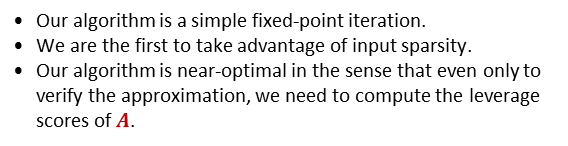 • Our algorithm is a simple fixed-point iteration.
• We are the first to take advantage of input sparsity.
• Our algorithm is near-optimal in the sense that even only to
verify the approximation, we need to compute the leverage
scores of A.